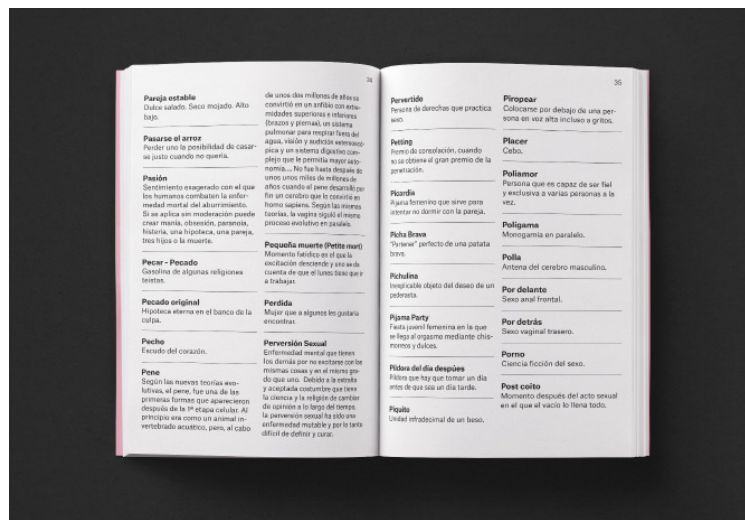 34
Pareja estable
Dulce salado. Seco mojado. Alto
bajo.
Pasarse el arroz
Perder uno la posibilidad de casar-
se justo cuando no quería.
Pasión
Sentimiento exagerado con el que
los humanos combaten la enfer-
medad mortal del aburrimiento.
Si se aplica sin moderación puede
crear manía, obsesión, paranoia,
histeria, una hipoteca, una pareja,
tres hijos o la muerte.
Pecar - Pecado
Gasolina de algunas religiones
teístas.
Pecado original
Hipoteca eterna en el banco de la
culpa.
Pecho
Escudo del corazón.
Pene
Según las nuevas teorías evo-
lutivas, el pene, fue una de las
primeras formas que aparecieron
después de la 1ª etapa celular. Al
principio era como un animal in-
vertebrado acuático, pero, al cabo
de unos dos millones de años se
convirtió en un anfibio con extre-
midades superiores e inferiores
(brazos y piernas), un sistema
pulmonar para respirar fuera del
agua, visión y audición
pica y un sistema digestivo com-
plejo que le permitía mayor auto-
nomía.... No fue hasta después de
unos unos miles de millones de
años cuando el pene desarrolló por
fin un cerebro que lo convirtió en
homo sapiens. Según las mismas
teorías, la vagina siguió el mismo
proceso evolutivo en paralelo.
Pequeña muerte (Petite mort)
Momento fatídico en el que la
excitación desciende y uno se da
cuenta de que el lunes tiene que ir
a trabajar.
Perdida
Mujer que a algunos les gustaría
encontrar.
Perversión Sexual
Enfermedad mental que tienen
los demás por no excitarse con las
mismas cosas y en el mismo gra-
do que uno. Debido a la extraña
y aceptada costumbre que tiene
la ciencia y la religión de cambiar
de opinión a lo largo del tiempo,
la perversión sexual ha sido una
enfermedad mutable y por lo tanto
difícil de definir y curar.
35
Pervertido
Persona de derechas que practica
sexo.
Petting
Premio de consolación, cuando
no se obtiene el gran premio de la
penetración.
Picardía
Pijama femenino que sirve para
intentar no dormir con la pareja.
Picha Brava
"Partener" perfecto de una patata
brava.
Pichulina
Inexplicable objeto del deseo de un
pederasta.
Pijama Party
Fiesta juvenil femenina en la que
se llega al orgasmo mediante chis-
morreos y dulces.
Píldora del día despúes
Píldora que hay que tomar un día
antes de que sea un día tarde.
Piquito
Unidad infradecimal de un beso.
Piropear
Colocarse por debajo de una per-
sona en voz alta incluso a gritos.
Placer
Cebo.
Poliamor
Persona que es capaz de ser fiel
y exclusiva a varias personas a la
vez.
Polígama
Monogamia en paralelo.
Polla
Antena del cerebro masculino.
Por delante
Sexo anal frontal.
Por detrás
Sexo vaginal trasero.
Porno
Ciencia ficción del sexo.
Post coito
Momento después del acto sexual
en el que el vacío lo llena todo.